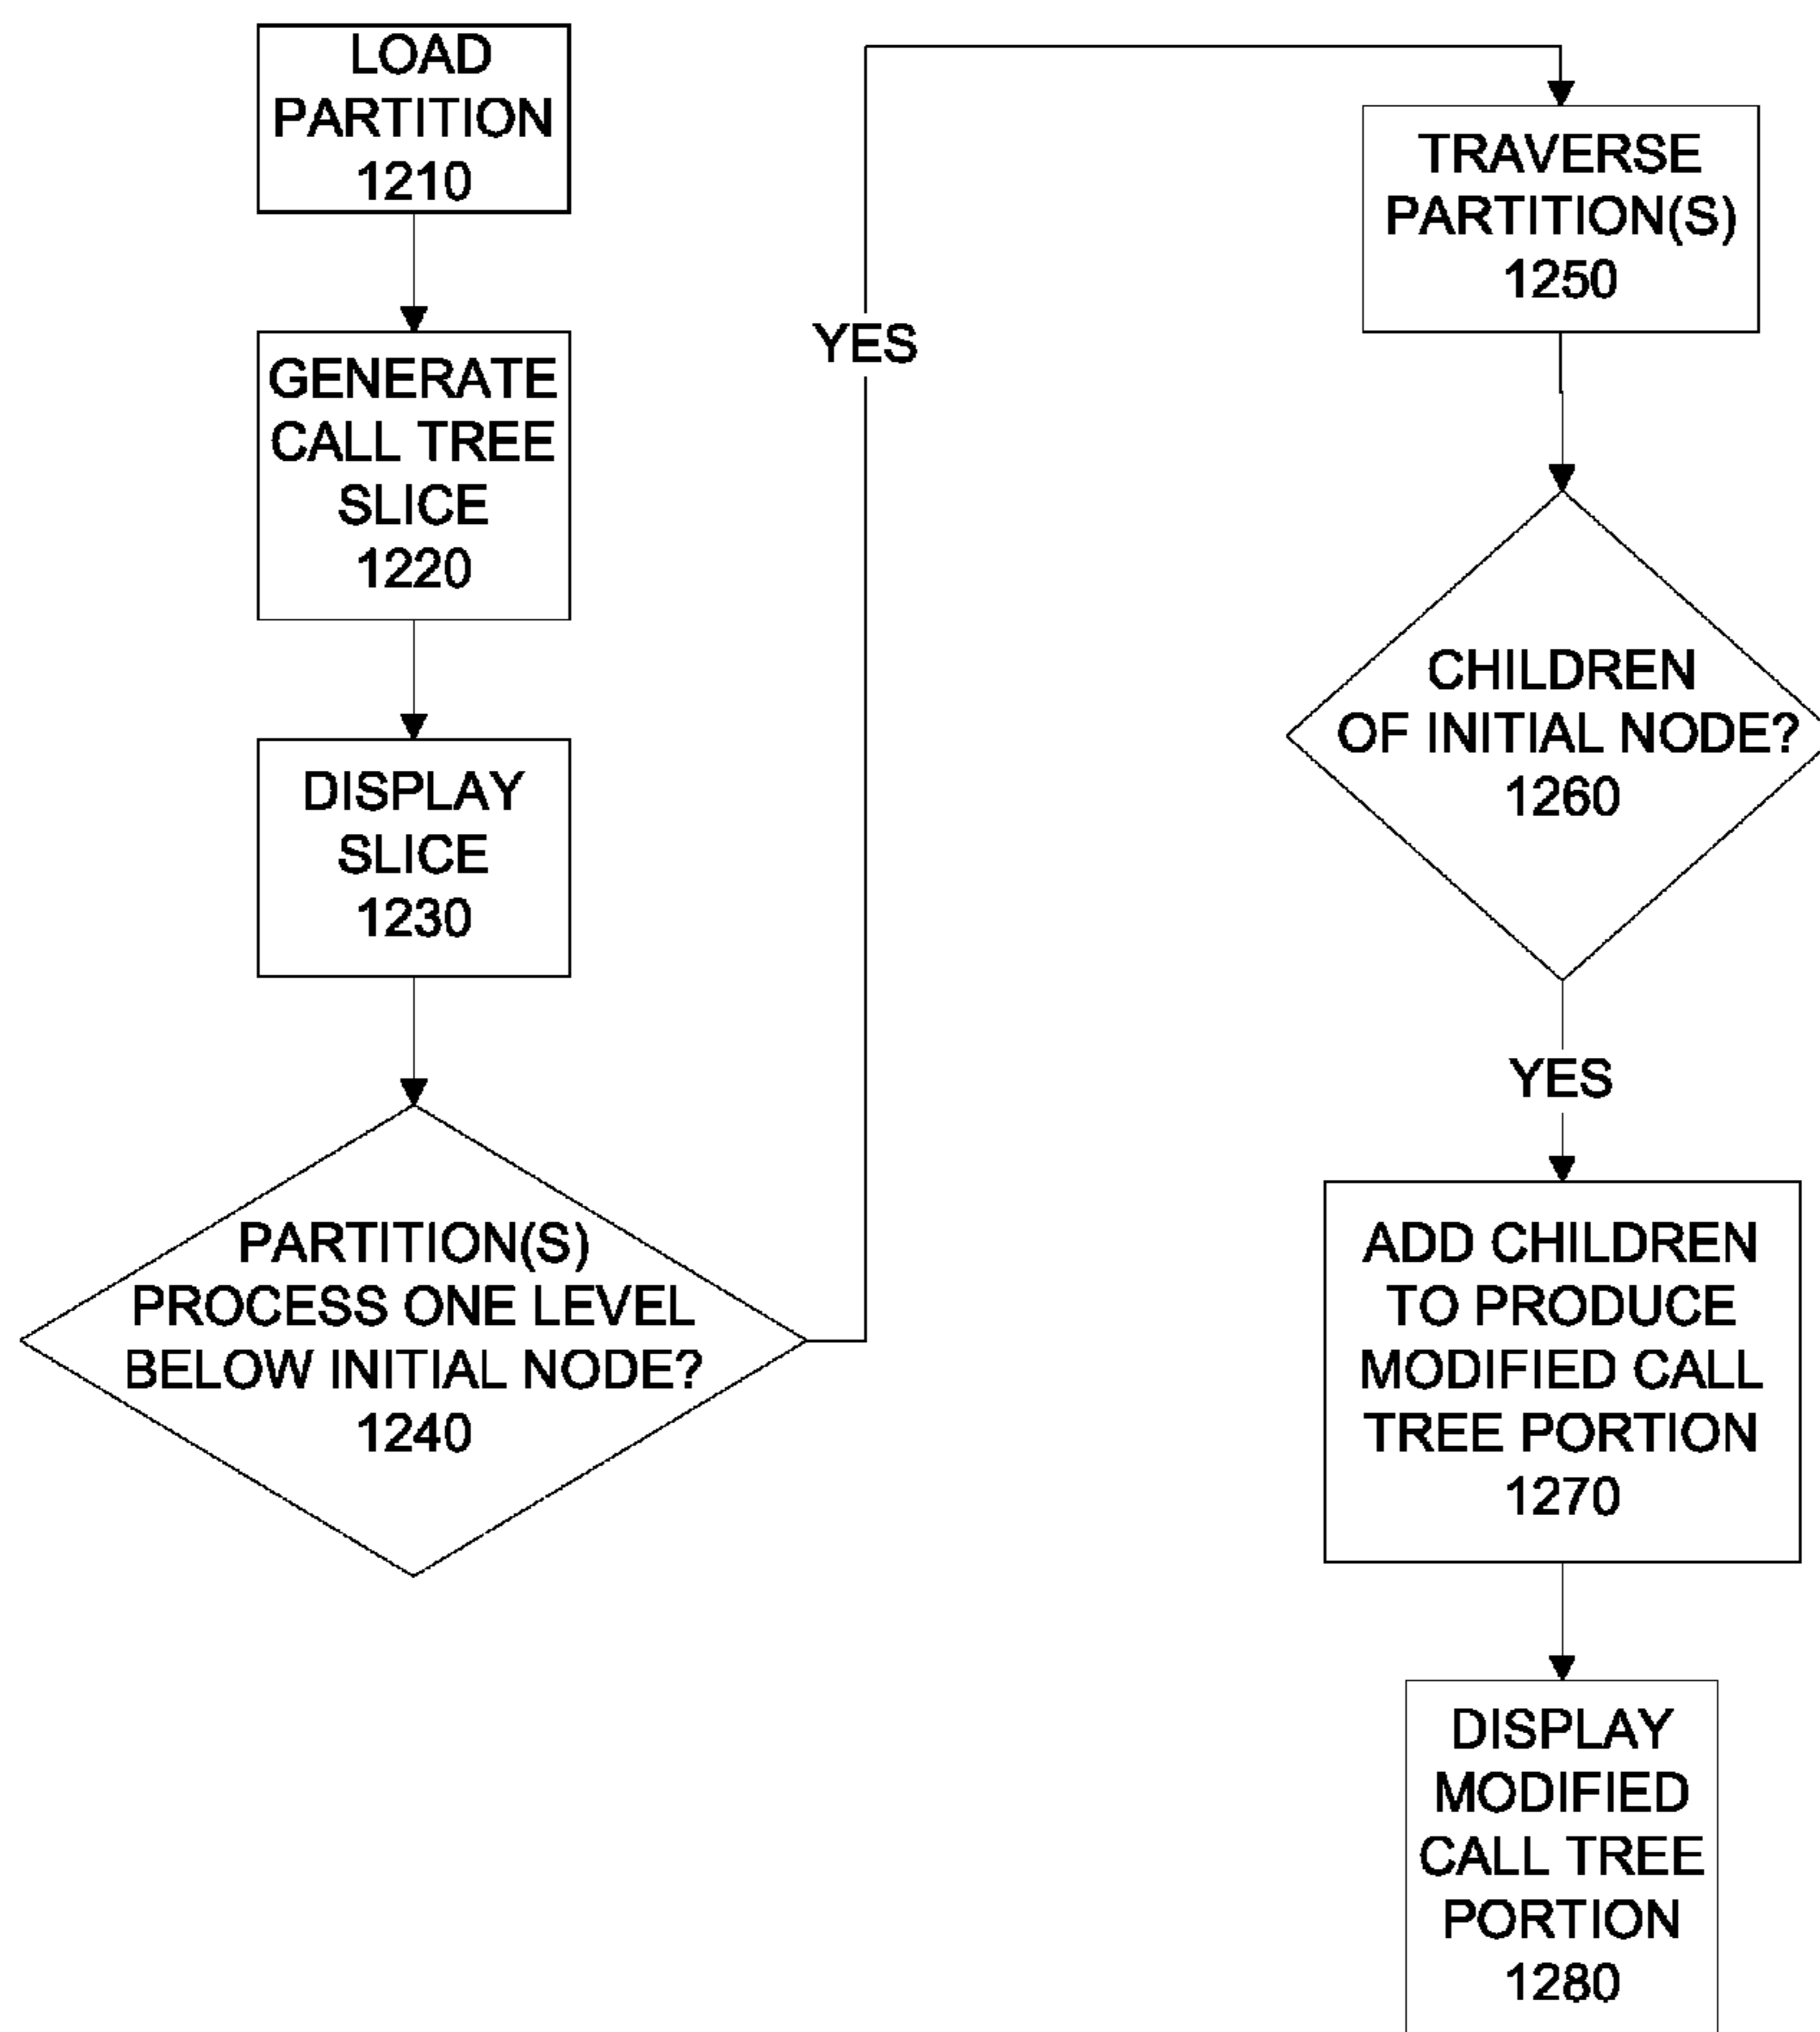 LOAD
PARTITION
1210
GENERATE
CALL TREE
SLICE
1220
DISPLAY
SLICE
1230
PARTITION(S)
PROCESS ONE LEVEL
BELOW INITIAL NODE?
1240
YES
TRAVERSE
PARTITION(S)
1250
CHILDREN
OF INITIAL NODE?
1260
YES
ADD CHILDREN
TO PRODUCE
MODIFIED CALL
TREE PORTION
1270
DISPLAY
MODIFIED
CALL TREE
PORTION
1280